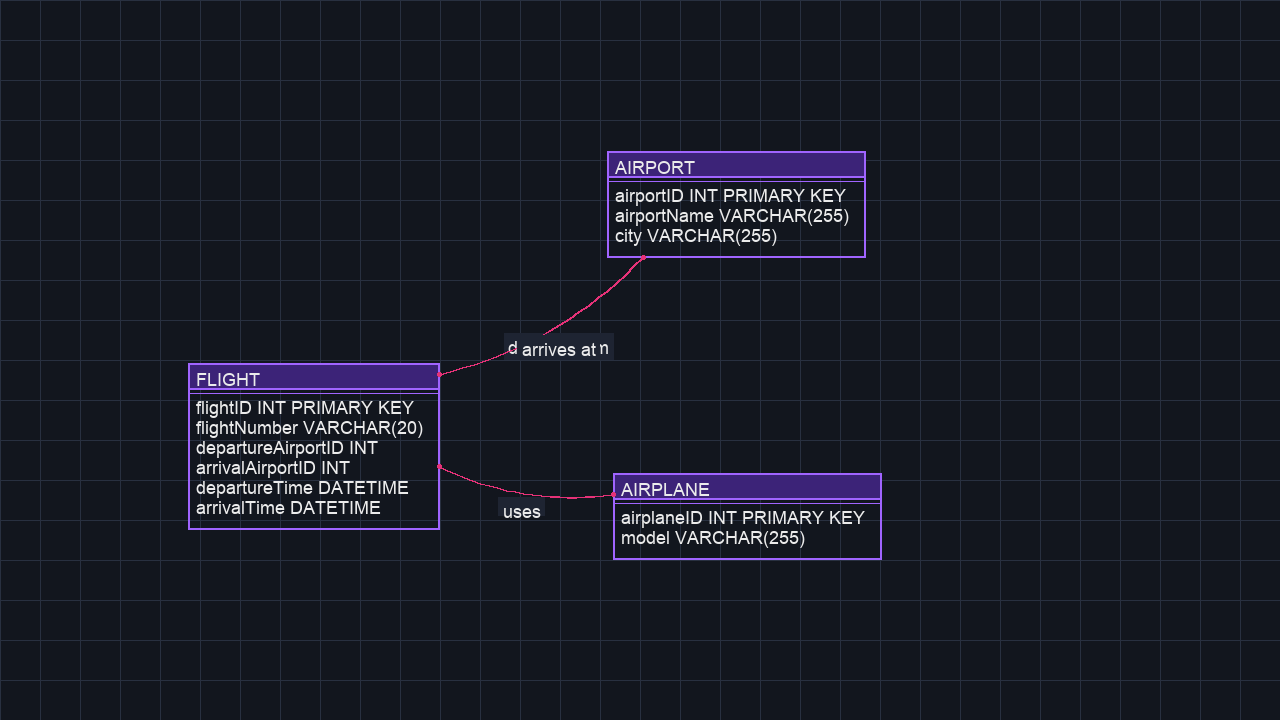 AIRPORT
airportID INT PRIMARY KEY
airportName VARCHAR(255)
city VARCHAR(255)
arrives at
FLIGHT
flightID INT PRIMARY KEY
flightNumber VARCHAR(20)
departureAirportID INT
arrivalAirportID INT
departureTime DATETIME
arrivalTime DATETIME
uses
AIRPLANE
airplaneID INT PRIMARY KEY
model VARCHAR(255)